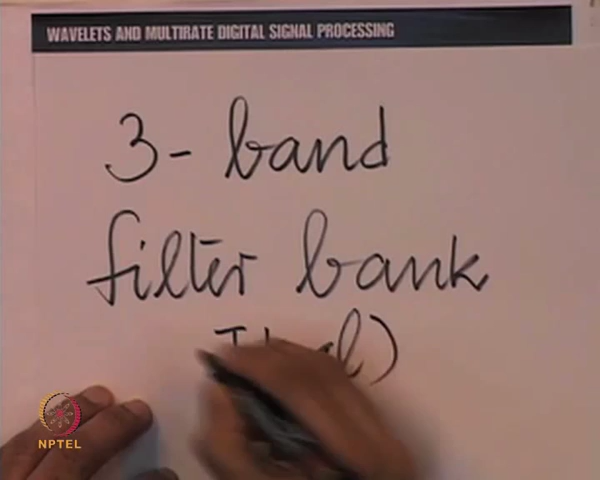 WAVELETS AND MULTIRATE DIGITAL SIGNAL PROCESSING
3- band
filter bank
NPTEL